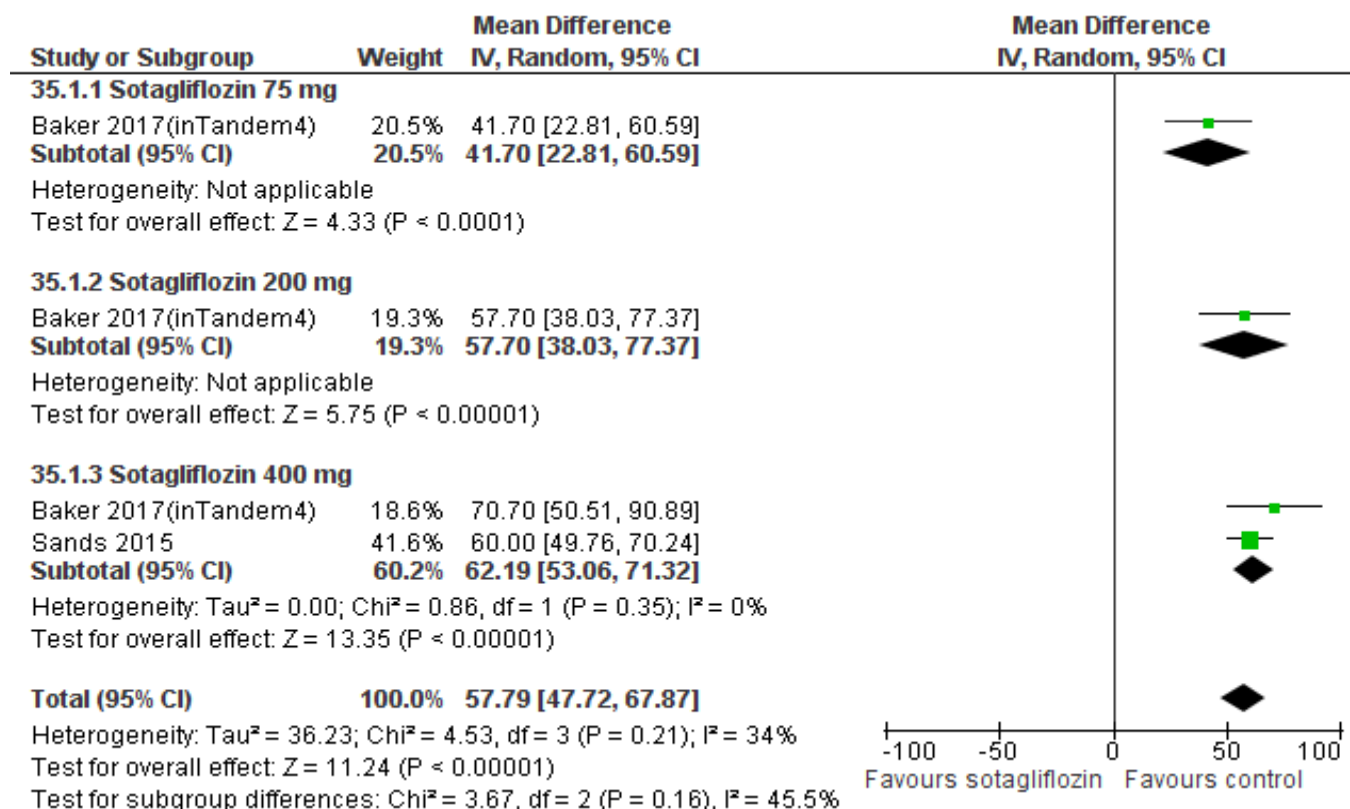 Mean Difference Mean Difference
Study or Subgroup Weight IV, Random, 95% CI IV, Random, 95% CI
35.1.1 Sotagliflozin 75 mg
Baker 2017(inTandem4) 20.5% 41.70 [22.81, 60.59]
Subtotal (95% CI) 20.5% 41.70 [22.81, 60.59]
Heterogeneity: Not applicable
Test for overall effect: Z = 4.33 (P < 0.0001)
35.1.2 Sotagliflozin 200 mg
Baker 2017(inTandem4) 19.3% 57.70 [38.03, 77.37]
Subtotal (95% CI) 19.3% 57.70 [38.03, 77.37]
Heterogeneity: Not applicable
Test for overall effect: Z = 5.75 (P < 0.00001)
35.1.3 Sotagliflozin 400 mg
Baker 2017(inTandem4) 18.6% 70.70 [50.51, 90.89]
Sands 2015 41.6% 60.00 [49.76, 70.24]
Subtotal (95% CI) 60.2% 62.19 [53.06, 71.32]
Heterogeneity: Tau² = 0.00; Chi² = 0.86, df = 1 (P = 0.35); I² = 0%
Test for overall effect: Z = 13.35 (P < 0.00001)
Total (95% CI) 100.0% 57.79 [47.72, 67.87]
Heterogeneity: Tau² = 36.23; Chi² = 4.53, df = 3 (P = 0.21); I² = 34%
Test for overall effect: Z = 11.24 (P < 0.00001)
Test for subgroup differences: Chi² = 3.67, df = 2 (P = 0.16), I² = 45.5%
-100 -50 0 50 100
Favours sotagliflozin Favours control